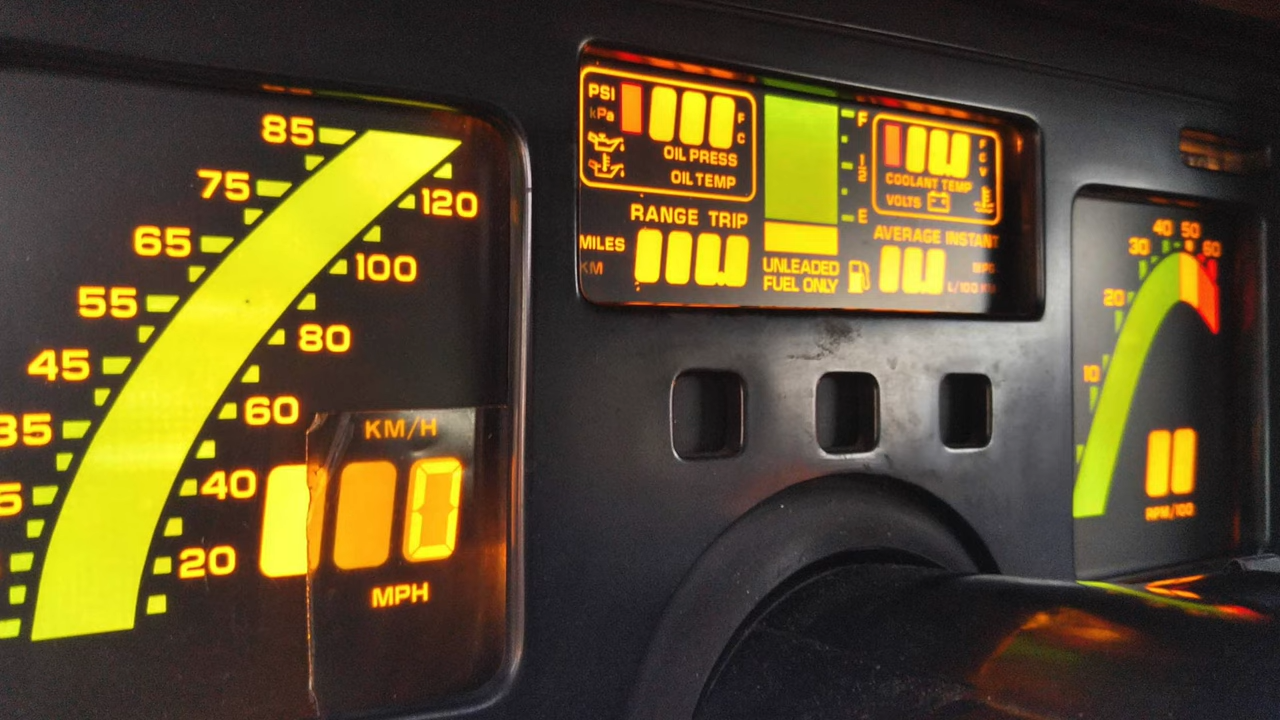 85
75
65
55
45
35
5
120
100
80
60
40
20
KM/H
0
MPH
PSI
kPa
F
C
OIL PRESS
OIL TEMP
RANGE TRIP
MILES
KM
F
1/2
E
UNLEADED
FUEL ONLY
F
C
V
COOLANT TEMP
VOLTS
AVERAGE INSTANT
MPG
L/100 KM
10
20
30
40
50
60
RPM/100